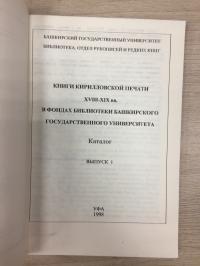 БАШКИРСКИЙ ГОСУДАРСТВЕННЫЙ УНИВЕРСИТЕТ
БИБЛИОТЕКА, ОТДЕЛ РУКОПИСЕЙ И РЕДКИХ КНИГ
КНИГИ КИРИЛЛОВСКОЙ ПЕЧАТИ
XVIII-XIX вв.
В ФОНДАХ БИБЛИОТЕКИ БАШКИРСКОГО
ГОСУДАРСТВЕННОГО УНИВЕРСИТЕТА
Каталог
ВЫПУСК 1
УФА
1998